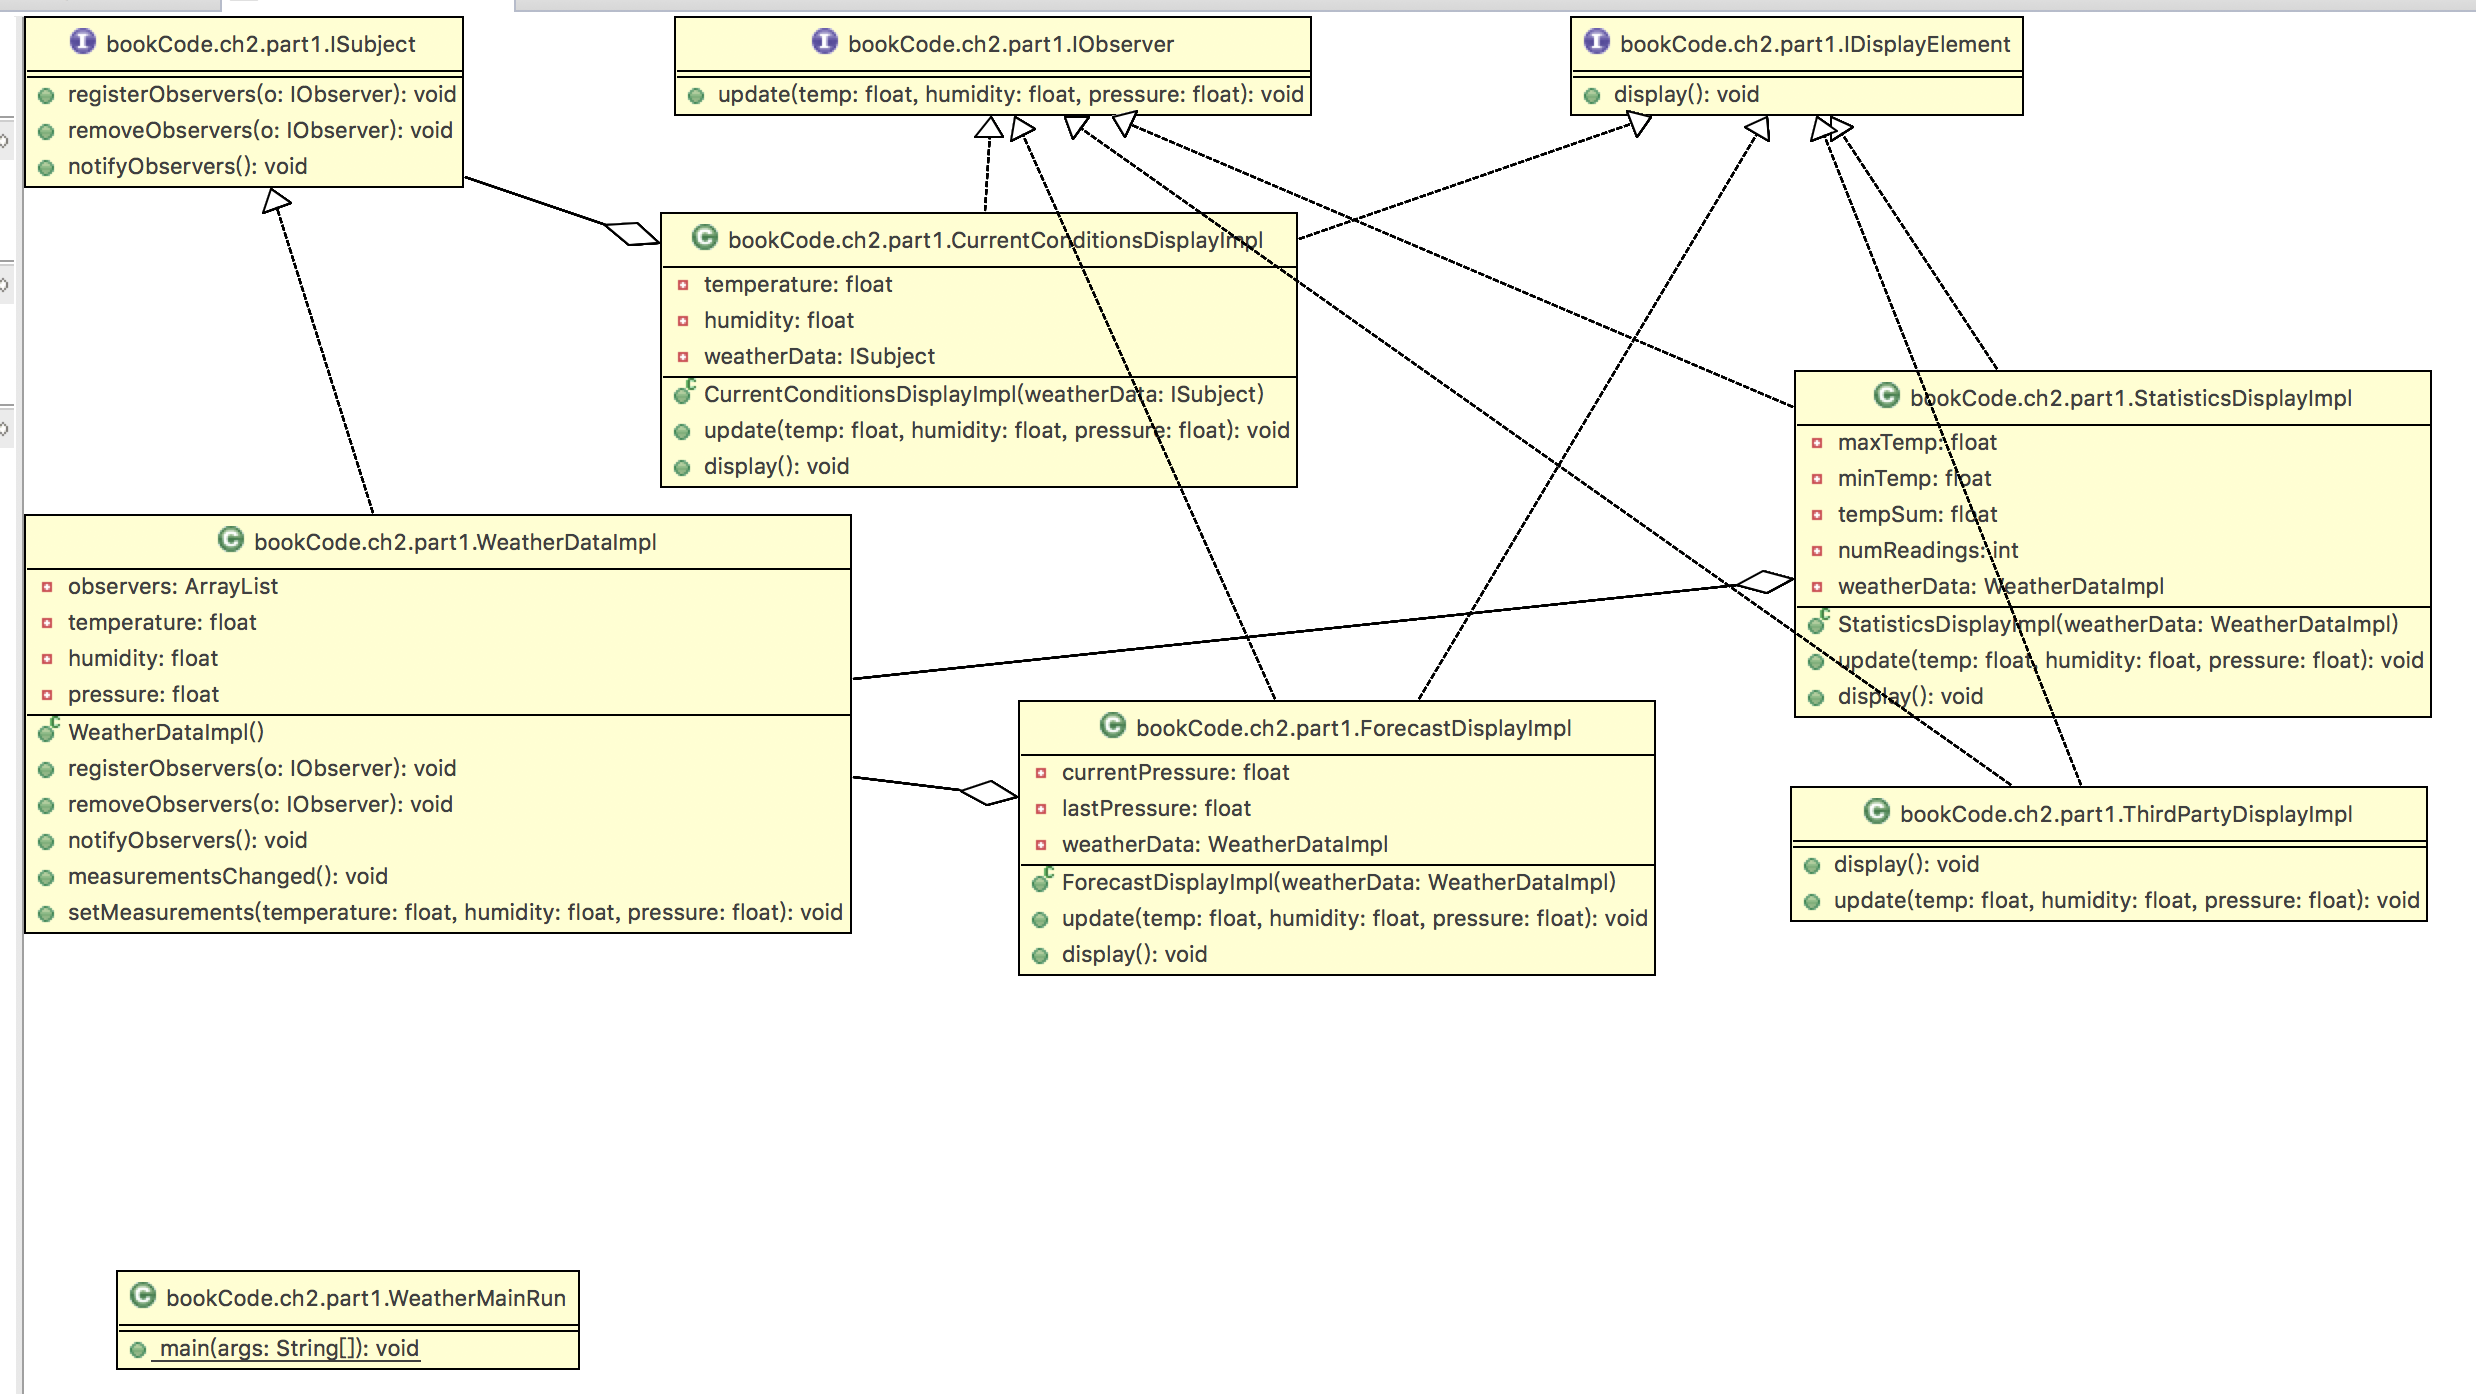 bookCode.ch2.part1.ISubject
registerObservers(o: IObserver): void
removeObservers(o: IObserver): void
notifyObservers(): void
bookCode.ch2.part1.IObserver
update(temp: float, humidity: float, pressure: float): void
bookCode.ch2.part1.IDisplayElement
display(): void
bookCode.ch2.part1.CurrentConditionsDisplayImpl
temperature: float
humidity: float
weatherData: ISubject
CurrentConditionsDisplayImpl(weatherData: ISubject)
update(temp: float, humidity: float, pressure: float): void
display(): void
bookCode.ch2.part1.StatisticsDisplayImpl
maxTemp: float
minTemp: float
tempSum: float
numReadings: int
weatherData: WeatherDataImpl
StatisticsDisplayImpl(weatherData: WeatherDataImpl)
update(temp: float, humidity: float, pressure: float): void
display(): void
bookCode.ch2.part1.WeatherDataImpl
observers: ArrayList
temperature: float
humidity: float
pressure: float
WeatherDataImpl()
registerObservers(o: IObserver): void
removeObservers(o: IObserver): void
notifyObservers(): void
measurementsChanged(): void
setMeasurements(temperature: float, humidity: float, pressure: float): void
bookCode.ch2.part1.ForecastDisplayImpl
currentPressure: float
lastPressure: float
weatherData: WeatherDataImpl
ForecastDisplayImpl(weatherData: WeatherDataImpl)
update(temp: float, humidity: float, pressure: float): void
display(): void
bookCode.ch2.part1.ThirdPartyDisplayImpl
display(): void
update(temp: float, humidity: float, pressure: float): void
bookCode.ch2.part1.WeatherMainRun
main(args: String[]): void